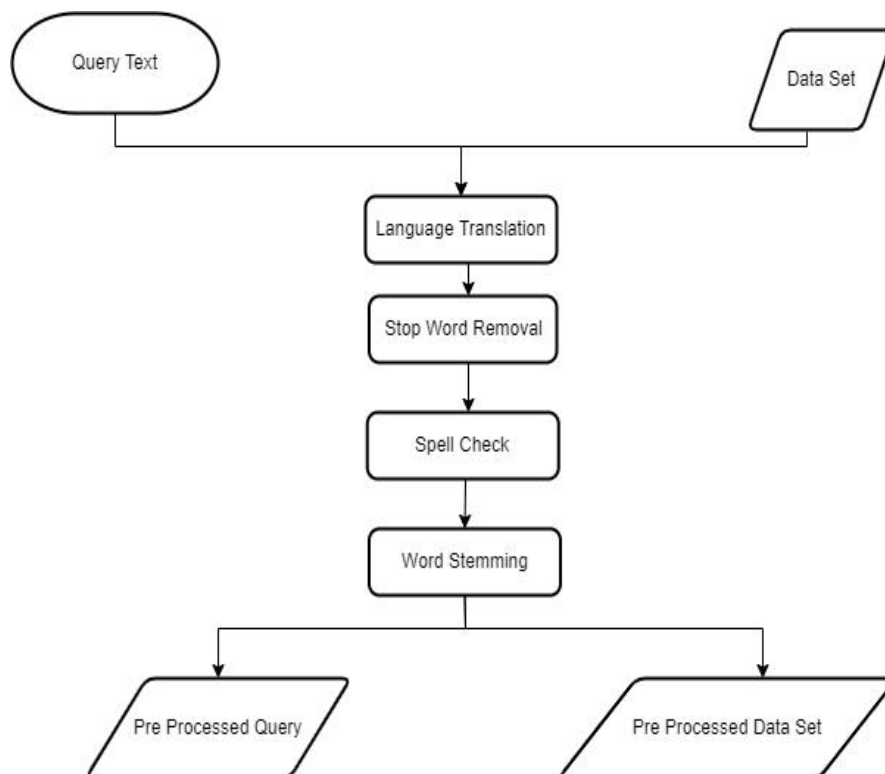 Query Text
Data Set
Language Translation
Stop Word Removal
Spell Check
Word Stemming
Pre Processed Query
Pre Processed Data Set